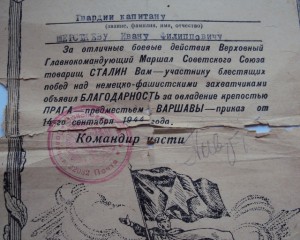 Гвардии капитану
(звание, фамилия, имя, отчество)
Ивану Филипповичу
За отличные боевые действия Верховный
Главнокомандующий Маршал Советского Союза
товарищ СТАЛИН Вам—участнику блестящих
побед над немецко-фашистскими захватчиками
объявил БЛАГОДАРНОСТЬ за овладение крепостью
ПРАГА—предместьем ВАРШАВЫ—приказ от
14-го сентября 1944 года.
Командир части